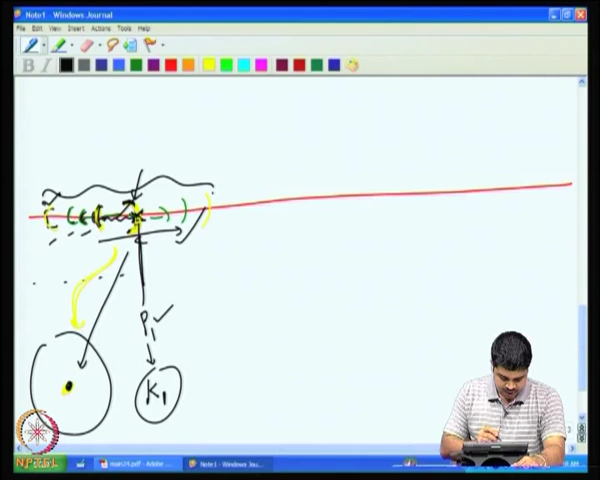 Note1 - Windows Journal
File Edit View Insert Actions Tools Help
B I
P1
K1
NPTEL
main24.pdf - Adobe ...
Note1 - Windows Jou...